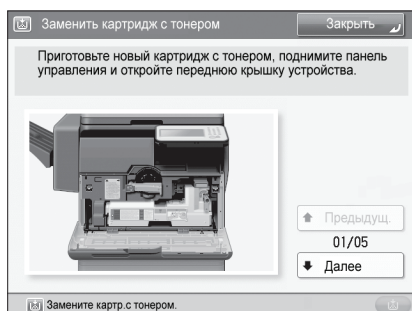 Заменить картридж с тонером
Закрыть
Приготовьте новый картридж с тонером, поднимите панель
управления и откройте переднюю крышку устройства.
Предыдущ.
01/05
Далее
Замените картр.с тонером.